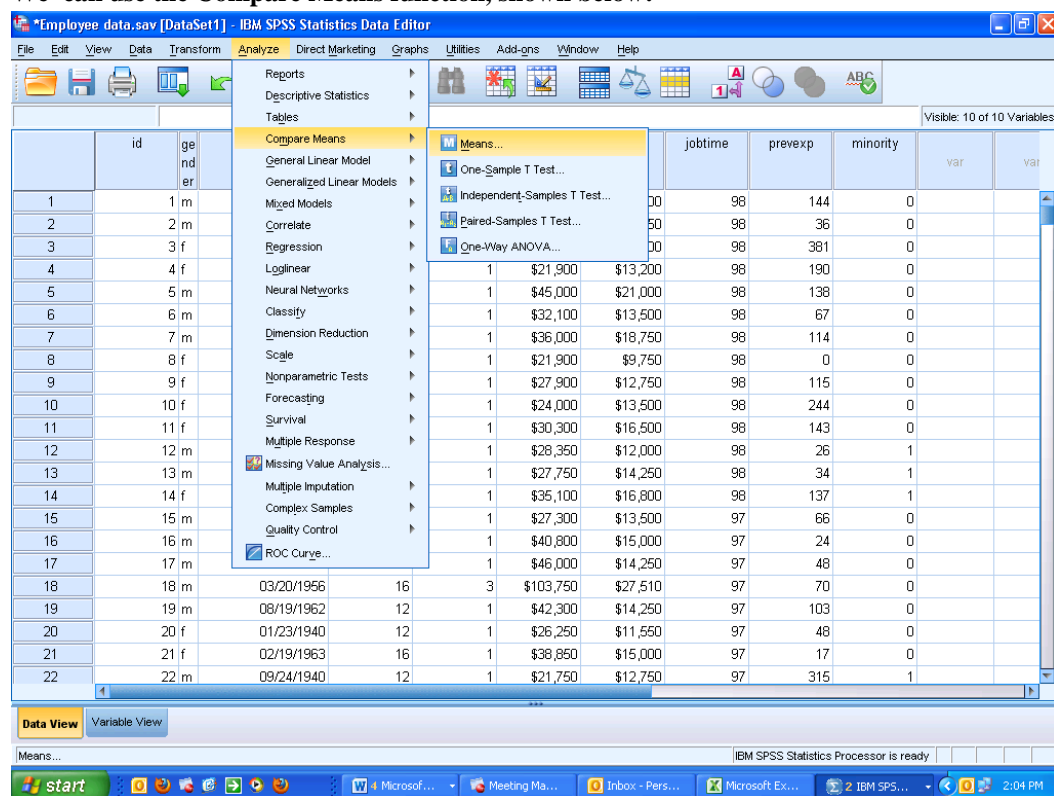 We can use the Compare Means function, shown below:
*Employee data.sav [DataSet1] - IBM SPSS Statistics Data Editor
File Edit View Data Transform Analyze Direct Marketing Graphs Utilities Add-ons Window Help
Visible: 10 of 10 Variables
Reports
Descriptive Statistics
Tables
Compare Means
General Linear Model
Generalized Linear Models
Mixed Models
Correlate
Regression
Loglinear
Neural Networks
Classify
Dimension Reduction
Scale
Nonparametric Tests
Forecasting
Survival
Multiple Response
Missing Value Analysis...
Multiple Imputation
Complex Samples
Quality Control
ROC Curve...
Means...
One-Sample T Test...
Independent-Samples T Test...
Paired-Samples T Test...
One-Way ANOVA...
id gender jobtime prevexp minority var var
1 1 m 00 98 144 0
2 2 m 50 98 36 0
3 3 f 00 98 381 0
4 4 f 1 $21,900 $13,200 98 190 0
5 5 m 1 $45,000 $21,000 98 138 0
6 6 m 1 $32,100 $13,500 98 67 0
7 7 m 1 $36,000 $18,750 98 114 0
8 8 f 1 $21,900 $9,750 98 0 0
9 9 f 1 $27,900 $12,750 98 115 0
10 10 f 1 $24,000 $13,500 98 244 0
11 11 f 1 $30,300 $16,500 98 143 0
12 12 m 1 $28,350 $12,000 98 26 1
13 13 m 1 $27,750 $14,250 98 34 1
14 14 f 1 $35,100 $16,800 98 137 1
15 15 m 1 $27,300 $13,500 97 66 0
16 16 m 1 $40,800 $15,000 97 24 0
17 17 m 1 $46,000 $14,250 97 48 0
18 18 m 03/20/1956 16 3 $103,750 $27,510 97 70 0
19 19 m 08/19/1962 12 1 $42,300 $14,250 97 103 0
20 20 f 01/23/1940 12 1 $26,250 $11,550 97 48 0
21 21 f 02/19/1963 16 1 $38,850 $15,000 97 17 0
22 22 m 09/24/1940 12 1 $21,750 $12,750 97 315 1
Data View Variable View
Means... IBM SPSS Statistics Processor is ready
start 4 Microsof... Meeting Ma... Inbox - Pers... Microsoft Ex... 2 IBM SPS... 2:04 PM